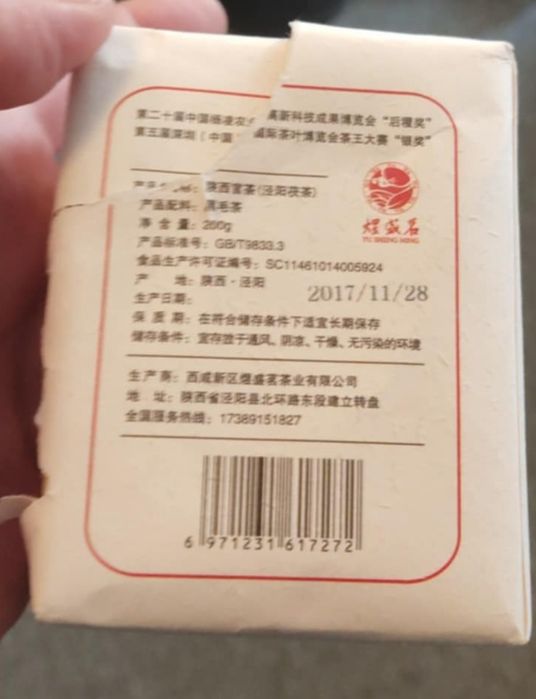 第二十届中国杨凌农 高新科技成果博览会“后稷奖”
第五届深圳(中国 国际茶叶博览会茶王大赛“银奖”
煜盛茗
YU SHENG MING
产品名称：陕西官茶(泾阳茯茶)
产品配料：黑毛茶
净含量：200g
产品标准号：GB/T9833.3
食品生产许可证编号：SC11461014005924
产 地：陕西·泾阳
生产日期： 2017/11/28
保质期：在符合储存条件下适宜长期保存
储存条件：宜存放于通风、阴凉、干燥、无污染的环境
生产商：西咸新区煜盛茗茶业有限公司
地 址：陕西省泾阳县北环路东段建立转盘
全国服务热线：17389151827
6 971231 617272